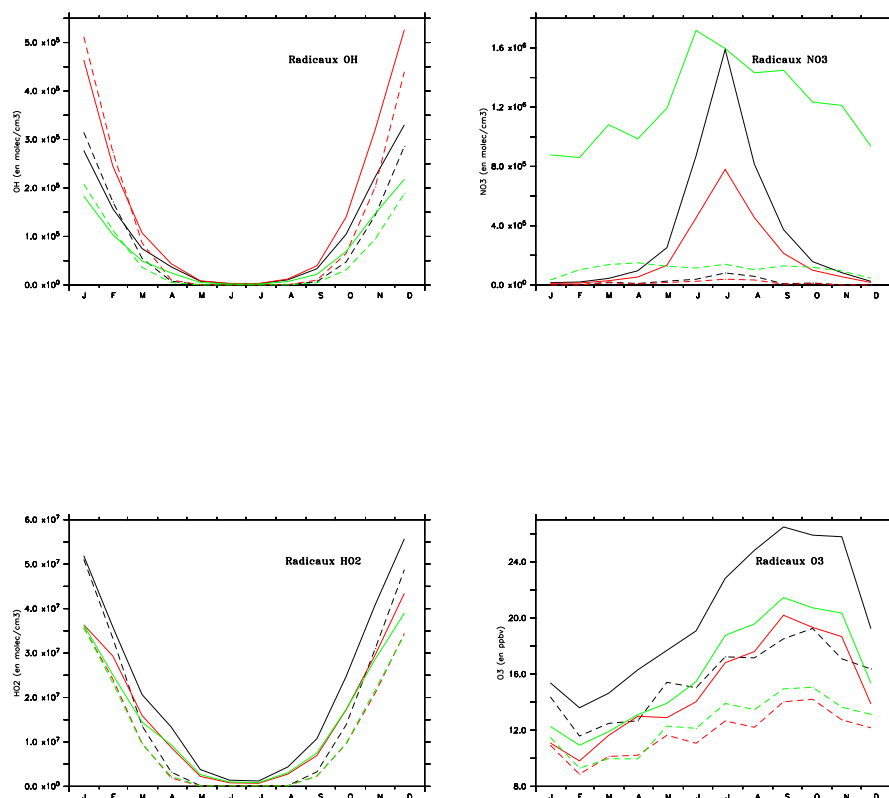 Radicaux OH
OH (en molec/cm3)
5.0 x10⁵
4.0 x10⁵
3.0 x10⁵
2.0 x10⁵
1.0 x10⁵
0.0 x10⁰
J F M A M J J A S O N D
Radicaux NO3
NO3 (en molec/cm3)
1.6 x10⁶
1.2 x10⁶
8.0 x10⁵
4.0 x10⁵
0.0 x10⁰
J F M A M J J A S O N D
Radicaux HO2
HO2 (en molec/cm3)
6.0 x10⁷
5.0 x10⁷
4.0 x10⁷
3.0 x10⁷
2.0 x10⁷
1.0 x10⁷
0.0 x10⁰
J F M A M J J A S O N D
Radicaux O3
O3 (en ppbv)
24.0
20.0
16.0
12.0
8.0
J F M A M J J A S O N D